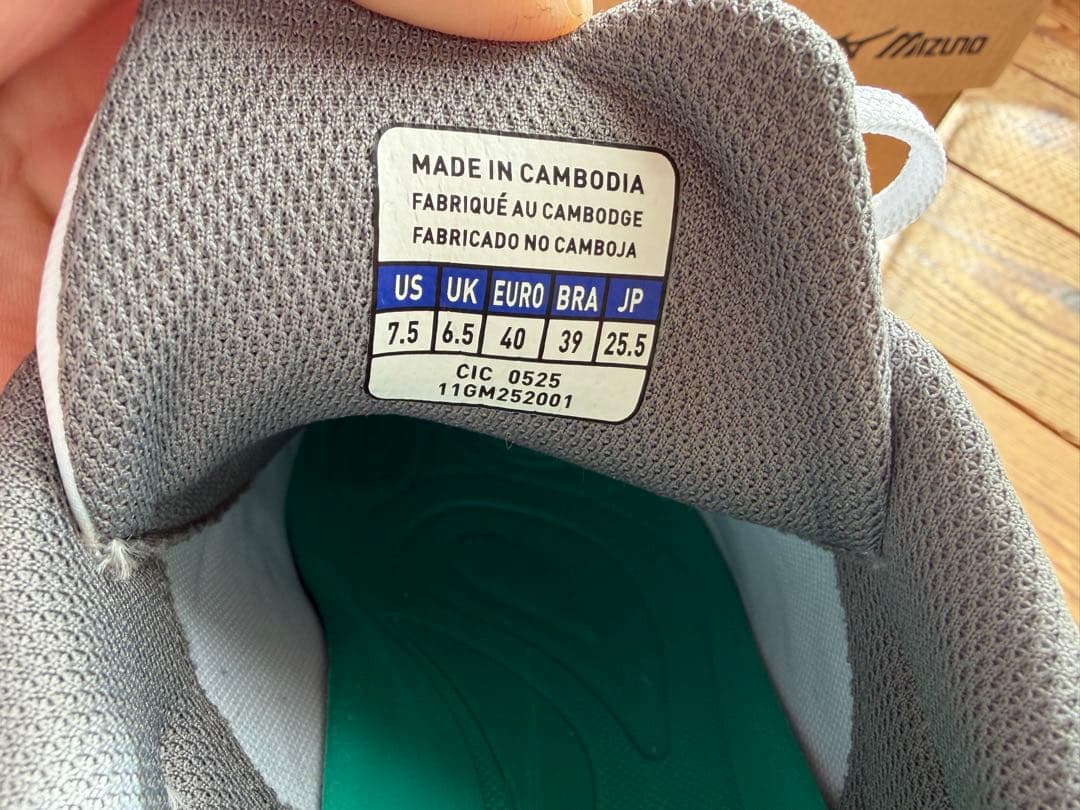 MIZUNO
MADE IN CAMBODIA
FABRIQUÉ AU CAMBODGE
FABRICADO NO CAMBOJA
US UK EURO BRA JP
7.5 6.5 40 39 25.5
CIC 0525
11GM252001